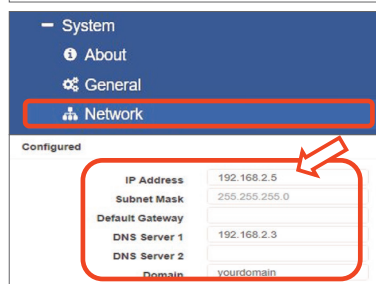 System
About
General
Network
Configured
IP Address 192.168.2.5
Subnet Mask 255.255.255.0
Default Gateway
DNS Server 1 192.168.2.3
DNS Server 2
Domain yourdomain